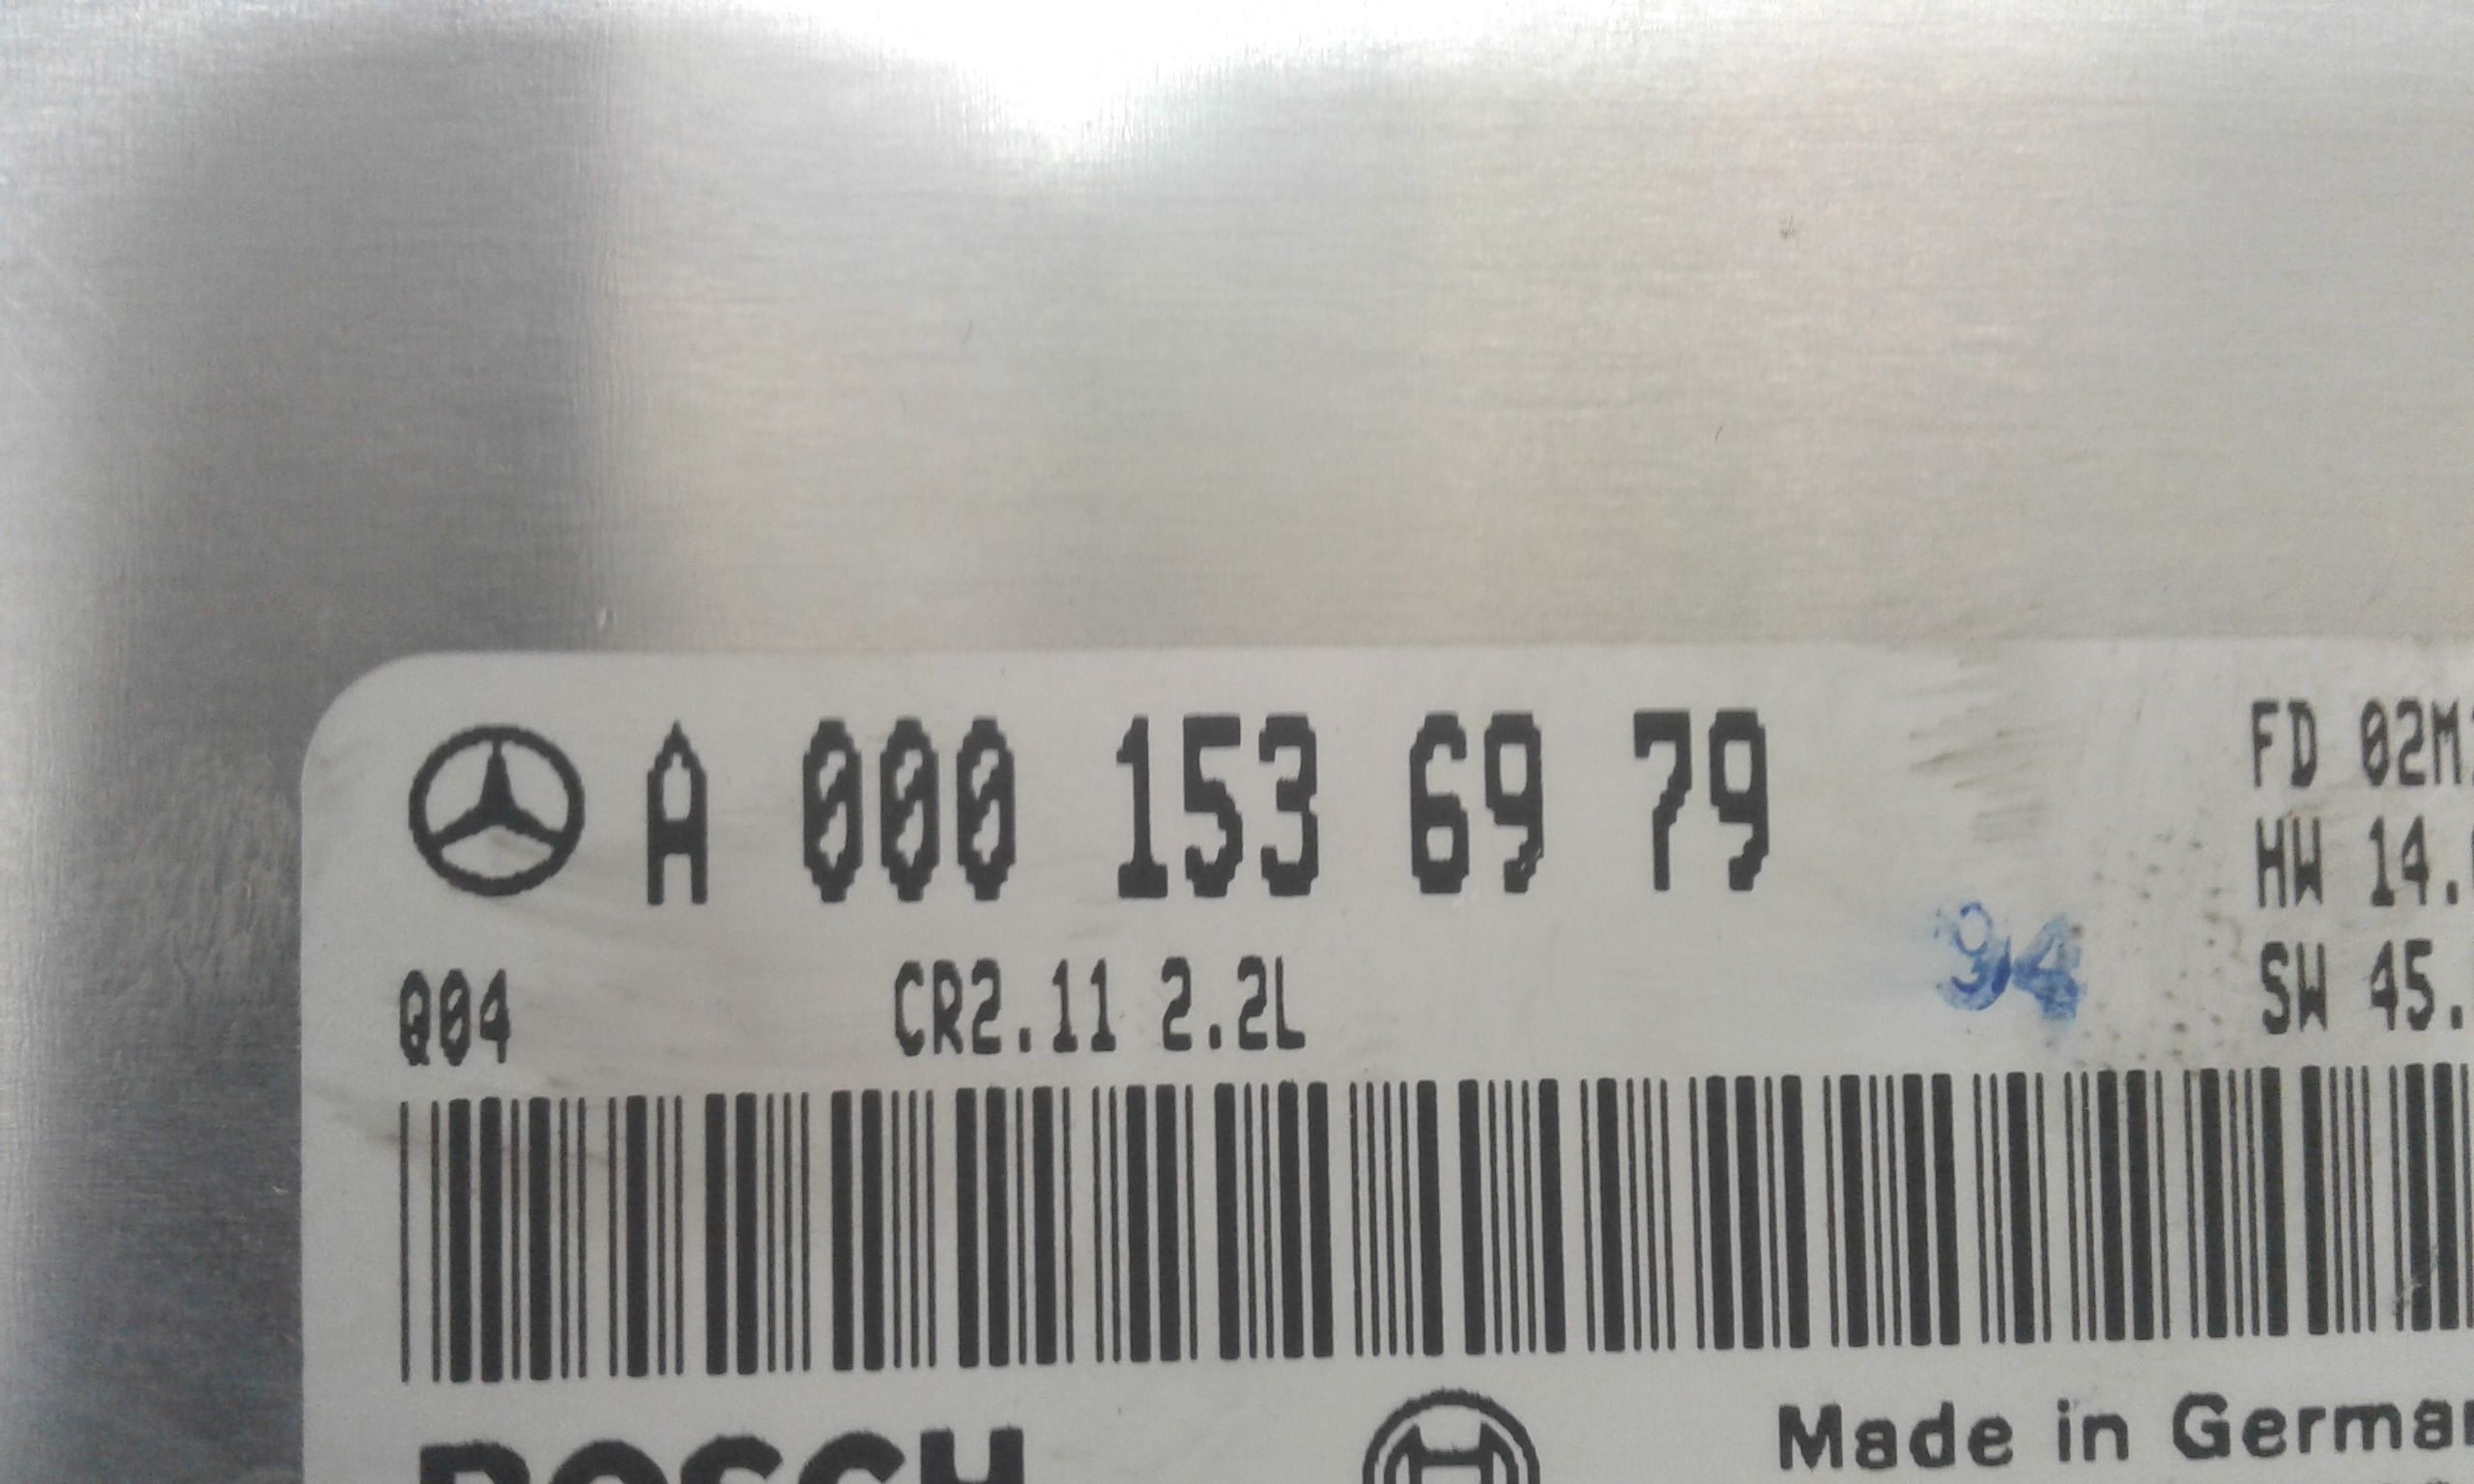 A 000 153 69 79
FD 02M
HW 14.
94
Q04 CR2.11 2.2L
SW 45.
BOSCH
Made in German